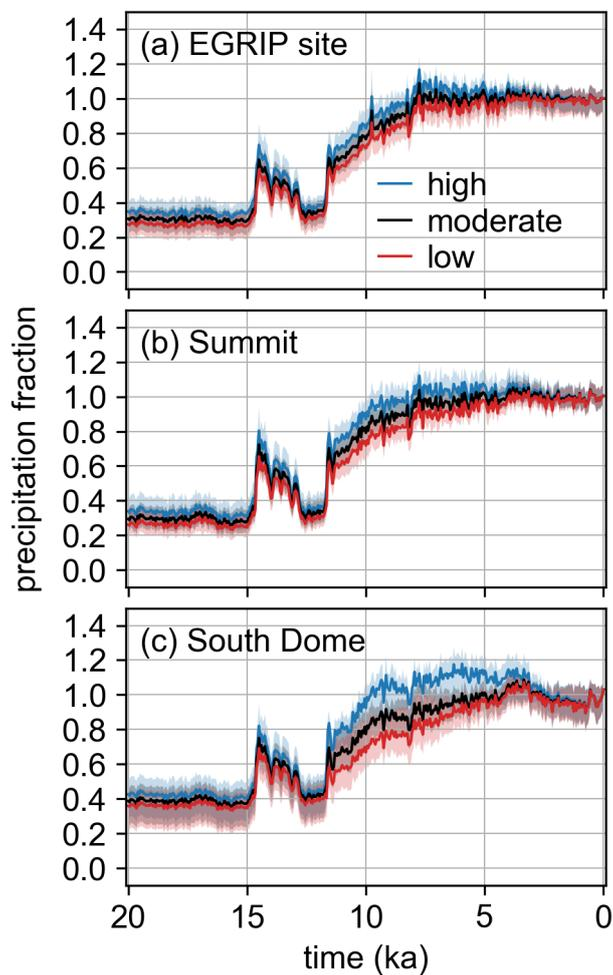 (a) EGRIP site
1.4
1.2
1.0
0.8
0.6
0.4
0.2
0.0
high
moderate
low
precipitation fraction
(b) Summit
1.4
1.2
1.0
0.8
0.6
0.4
0.2
0.0
(c) South Dome
1.4
1.2
1.0
0.8
0.6
0.4
0.2
0.0
20 15 10 5 0
time (ka)